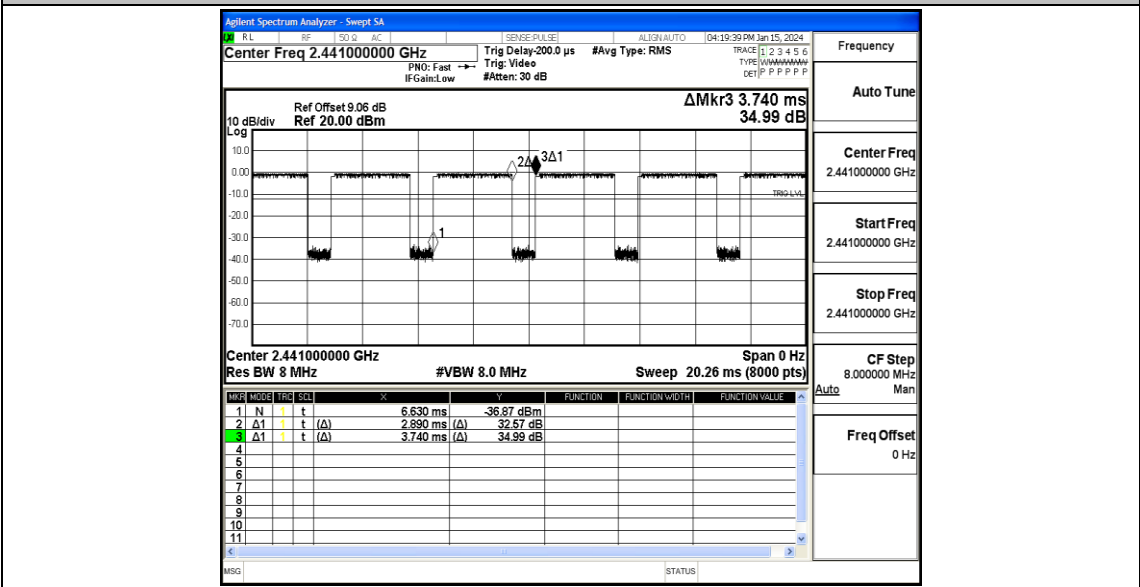 Agilent Spectrum Analyzer - Swept SA
RL RF 50 Ω AC SENSE:PULSE ALIGN AUTO 04:19:39 PM Jan 15, 2024
Center Freq 2.441000000 GHz
PNO: Fast
IFGain:Low
Trig Delay-200.0 µs
Trig: Video
#Atten: 30 dB
#Avg Type: RMS
TRACE 1 2 3 4 5 6
TYPE
DET P P P P P P
ΔMkr3 3.740 ms
34.99 dB
Ref Offset 9.06 dB
10 dB/div Ref 20.00 dBm
Log
10.0
0.00
-10.0
-20.0
-30.0
-40.0
-50.0
-60.0
-70.0
2Δ 3Δ1
TRIG LVL
1
Center 2.441000000 GHz Span 0 Hz
Res BW 8 MHz #VBW 8.0 MHz Sweep 20.26 ms (8000 pts)
MKR MODE TRC SCL X Y FUNCTION FUNCTION WIDTH FUNCTION VALUE
1 N 1 t 6.630 ms -36.87 dBm
2 Δ1 1 t (Δ) 2.890 ms (Δ) 32.57 dB
3 Δ1 1 t (Δ) 3.740 ms (Δ) 34.99 dB
4
5
6
7
8
9
10
11
MSG STATUS
Frequency
Auto Tune
Center Freq
2.441000000 GHz
Start Freq
2.441000000 GHz
Stop Freq
2.441000000 GHz
CF Step
8.000000 MHz
Auto Man
Freq Offset
0 Hz